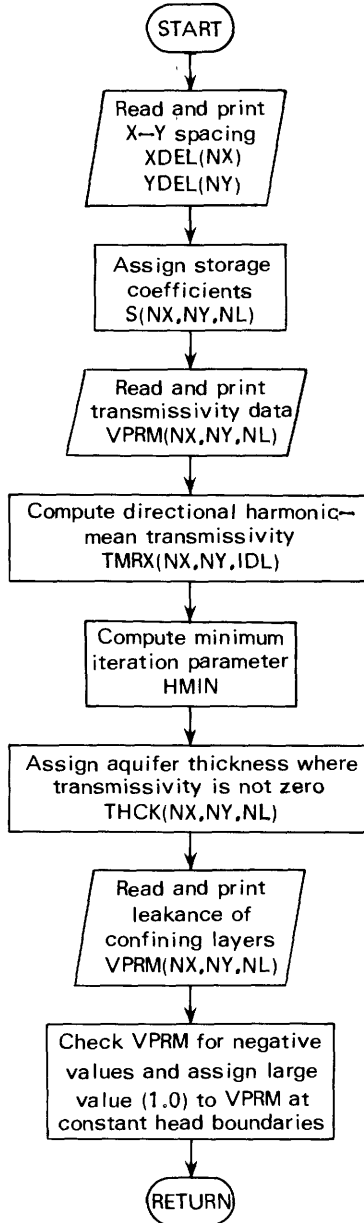 START
Read and print
X–Y spacing
XDEL(NX)
YDEL(NY)
Assign storage
coefficients
S(NX,NY,NL)
Read and print
transmissivity data
VPRM(NX,NY,NL)
Compute directional harmonic–
mean transmissivity
TMRX(NX,NY,IDL)
Compute minimum
iteration parameter
HMIN
Assign aquifer thickness where
transmissivity is not zero
THCK(NX,NY,NL)
Read and print
leakance of
confining layers
VPRM(NX,NY,NL)
Check VPRM for negative
values and assign large
value (1.0) to VPRM at
constant head boundaries
RETURN